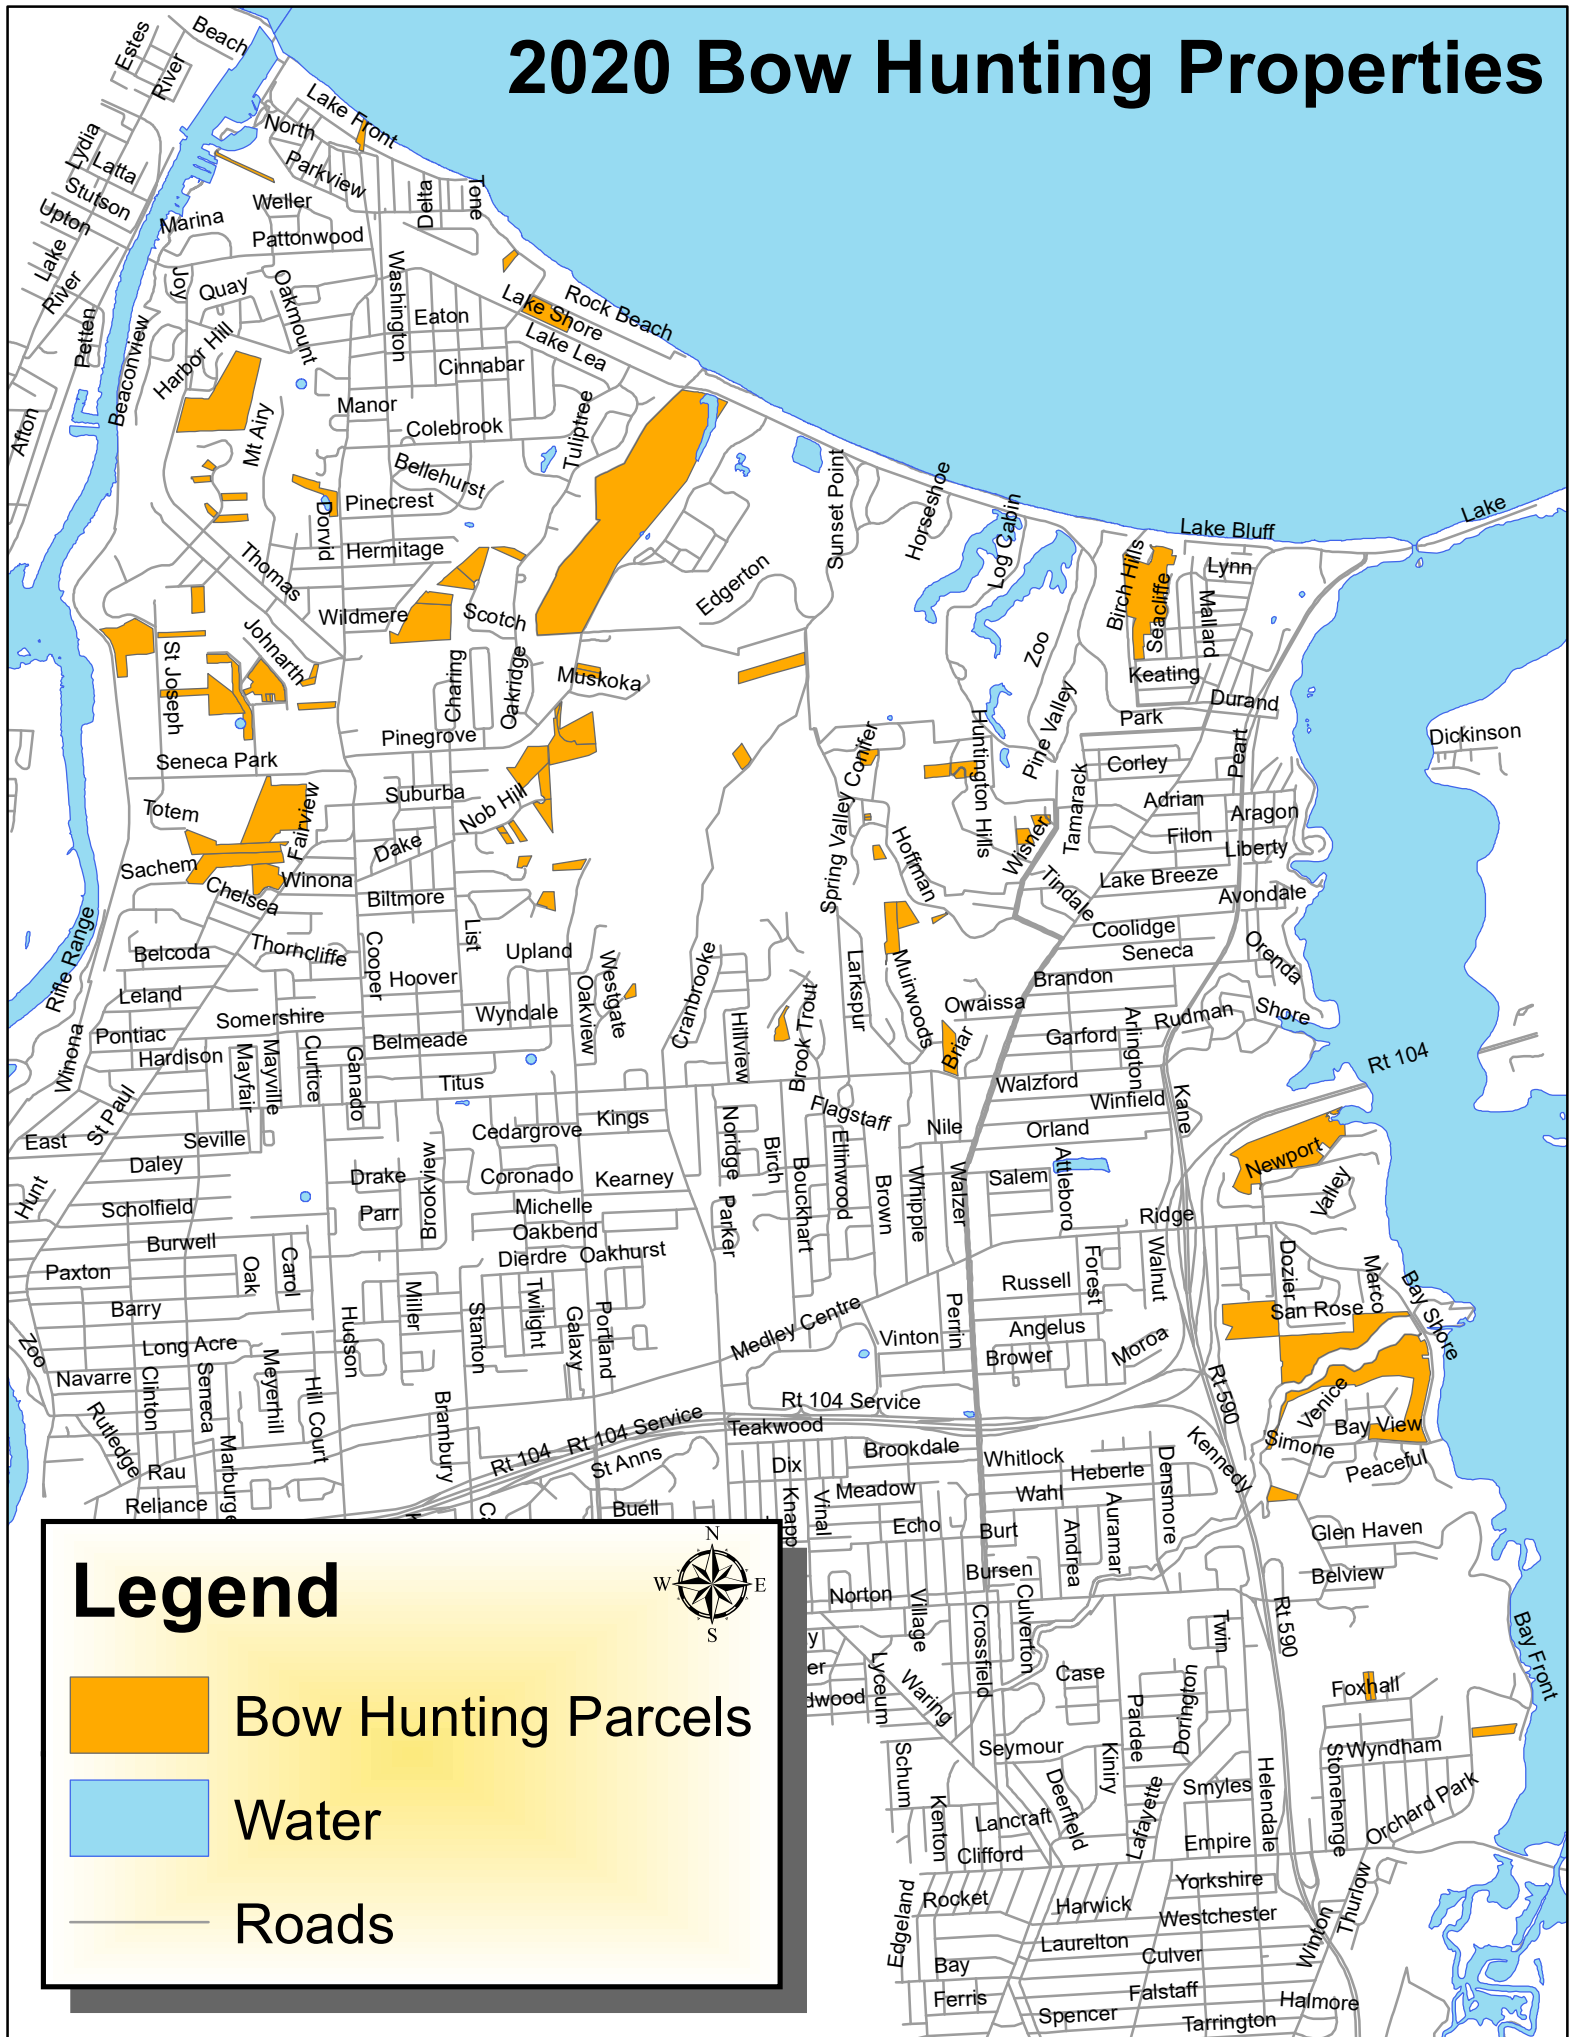 2020 Bow Hunting Properties
Estes
Beach
River
Lake Front
North
Lydia
Latta
Parkview
Stutson
Upton
Weller
Delta
Tone
Marina
Pattonwood
Lake
River
Joy
Quay
Oakmount
Washington
Lake Shore
Rock Beach
Petten
Beaconview
Eaton
Lake Lea
Harbor Hill
Cinnabar
Afton
Manor
Mt Airy
Colebrook
Tuliptree
Bellehurst
Pinecrest
Dorvid
Sunset Point
Horseshoe
Log Cabin
Lake Bluff
Lake
Thomas
Hermitage
Birch Hills
Lynn
Wildmere
Scotch
Edgerton
Seacliffe
Mallard
Johnarth
St Joseph
Charing
Oakridge
Muskoka
Zoo
Keating
Durand
Park
Pinegrove
Pine Valley
Dickinson
Seneca Park
Conifer
Huntington Hills
Corley
Peart
Totem
Fairview
Suburba
Nob Hill
Tamarack
Adrian
Aragon
Spring Valley
Filon
Liberty
Dake
Wisner
Sachem
Hoffman
Winona
Chelsea
Biltmore
Tindale
Lake Breeze
Avondale
Rifle Range
Belcoda
Thorncliffe
Cooper
List
Upland
Coolidge
Seneca
Orenda
Westgate
Cranbrooke
Larkspur
Muirwoods
Brandon
Leland
Hoover
Oakview
Brook Trout
Owaissa
Shore
Somershire
Wyndale
Hillview
Arlington
Rudman
Winona
Pontiac
Belmeade
Briar
Garford
Hardison
Mayfair
Mayville
Curtice
Ganado
Titus
Walzford
Rt 104
St Paul
Kings
Flagstaff
Winfield
Kane
East
Seville
Cedargrove
Noridge
Nile
Orland
Daley
Brookview
Birch
Ellinwood
Newport
Drake
Coronado
Kearney
Bouckhart
Brown
Whipple
Walzer
Salem
Attleboro
Hunt
Valley
Scholfield
Parr
Michelle
Parker
Ridge
Oakbend
Burwell
Dierdre
Oakhurst
Paxton
Oak
Carol
Forest
Walnut
Dozier
Marco
Russell
Bay Shore
Barry
Miller
Twilight
Medley Centre
San Rose
Zoo
Hudson
Stanton
Galaxy
Portland
Perrin
Long Acre
Vinton
Angelus
Brower
Moroa
Navarre
Clinton
Seneca
Meyerhill
Hill Court
Rt 590
Rutledge
Brambury
Rt 104 Service
Venice
Rt 104
Rt 104 Service
Teakwood
Bay View
Marburge
St Anns
Brookdale
Kennedy
Simone
Rau
Dix
Whitlock
Densmore
Peaceful
Heberle
Reliance
Buell
Knapp
Vinal
Meadow
Wahl
Auramar
Echo
Burt
Andrea
Glen Haven
Bursen
Belview
Norton
Village
Crossfield
Culverton
Twin
Rt 590
Bay Front
y
er
dwood
Lyceum
Waring
Case
Pardee
Dorington
Foxhall
Schum
Seymour
Kiniry
Stonehenge
Wyndham
Deerfield
Lafayette
Smyles
Helendale
Kenton
Lancraft
Orchard Park
Clifford
Empire
Edgeland
Rocket
Harwick
Yorkshire
Thurlow
Westchester
Laurelton
Winton
Bay
Culver
Ferris
Falstaff
Halmore
Spencer
Tarrington
Legend
N
W
E
S
Bow Hunting Parcels
Water
Roads